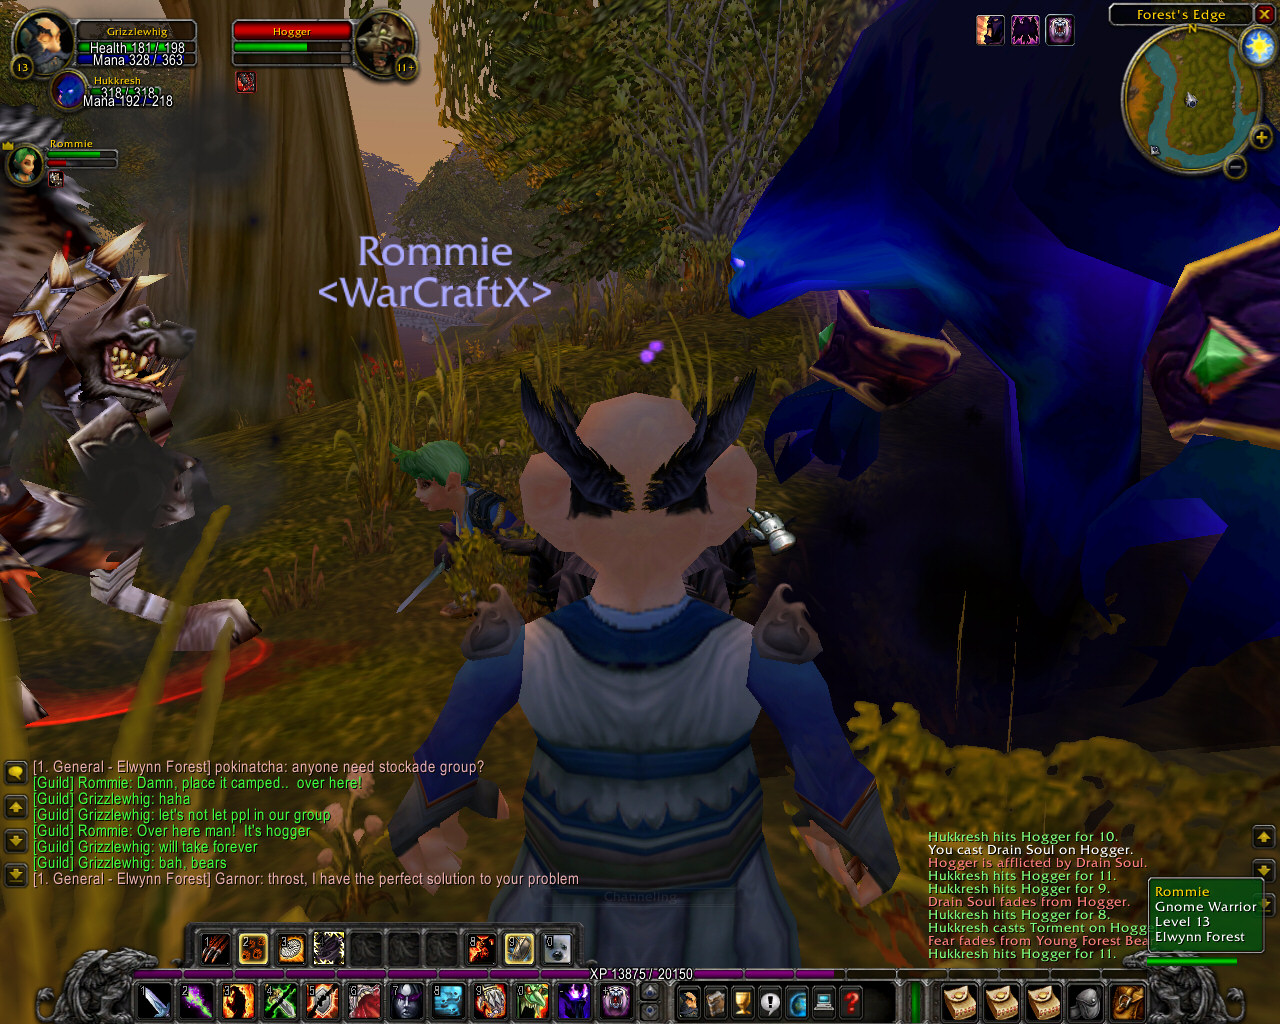 Grizzlewhig
Health 181 / 198
Mana 328 / 363
13
Hukkresh
318 / 318
Mana 192 / 218
Rommie
Hogger
11+
Forest's Edge
N
Rommie
<WarCraftX>
[1. General - Elwynn Forest] pokinatcha: anyone need stockade group?
[Guild] Rommie: Damn, place it camped..  over here!
[Guild] Grizzlewhig: haha
[Guild] Grizzlewhig: let's not let ppl in our group
[Guild] Rommie: Over here man!  It's hogger
[Guild] Grizzlewhig: will take forever
[Guild] Grizzlewhig: bah, bears
[1. General - Elwynn Forest] Garnor: throst, I have the perfect solution to your problem
Channeling
Hukkresh hits Hogger for 10.
You cast Drain Soul on Hogger.
Hogger is afflicted by Drain Soul.
Hukkresh hits Hogger for 11.
Hukkresh hits Hogger for 9.
Drain Soul fades from Hogger.
Hukkresh hits Hogger for 8.
Hukkresh casts Torment on Hogge
Fear fades from Young Forest Bea
Hukkresh hits Hogger for 11.
Rommie
Gnome Warrior
Level 13
Elwynn Forest
XP 13875 / 20150